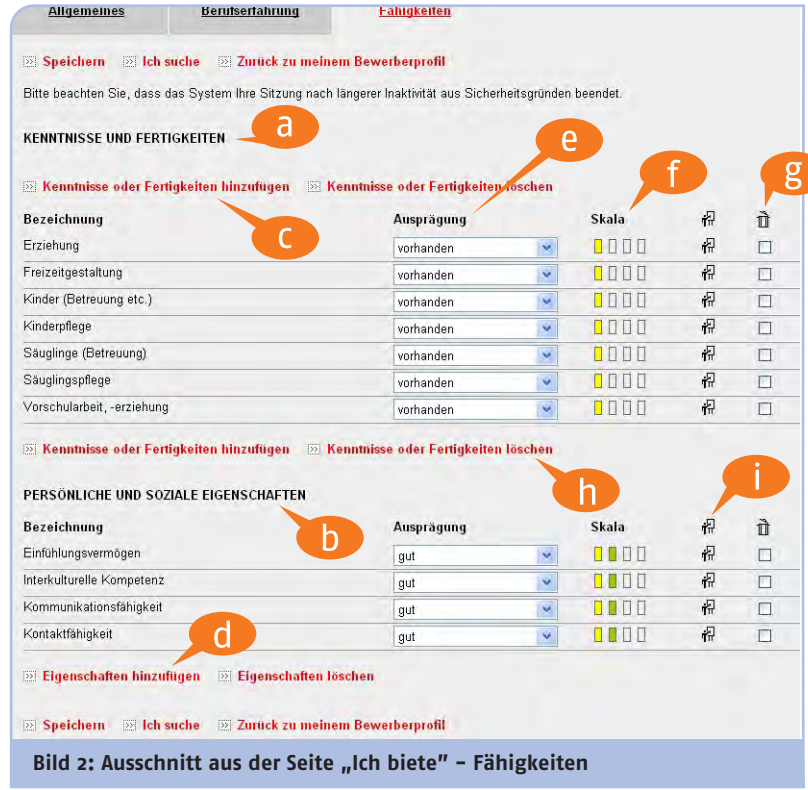 Allgemeines Berufserfahrung Fähigkeiten
Speichern Ich suche Zurück zu meinem Bewerberprofil
Bitte beachten Sie, dass das System Ihre Sitzung nach längerer Inaktivität aus Sicherheitsgründen beendet.
a
KENNTNISSE UND FERTIGKEITEN
e
f
g
Kenntnisse oder Fertigkeiten hinzufügen Kenntnisse oder Fertigkeiten löschen
c
Bezeichnung Ausprägung Skala
Erziehung vorhanden
Freizeitgestaltung vorhanden
Kinder (Betreuung etc.) vorhanden
Kinderpflege vorhanden
Säuglinge (Betreuung) vorhanden
Säuglingspflege vorhanden
Vorschularbeit, -erziehung vorhanden
Kenntnisse oder Fertigkeiten hinzufügen Kenntnisse oder Fertigkeiten löschen
h
i
PERSÖNLICHE UND SOZIALE EIGENSCHAFTEN
b
Bezeichnung Ausprägung Skala
Einfühlungsvermögen gut
Interkulturelle Kompetenz gut
Kommunikationsfähigkeit gut
Kontaktfähigkeit gut
d
Eigenschaften hinzufügen Eigenschaften löschen
Speichern Ich suche Zurück zu meinem Bewerberprofil
Bild 2: Ausschnitt aus der Seite „Ich biete” – Fähigkeiten